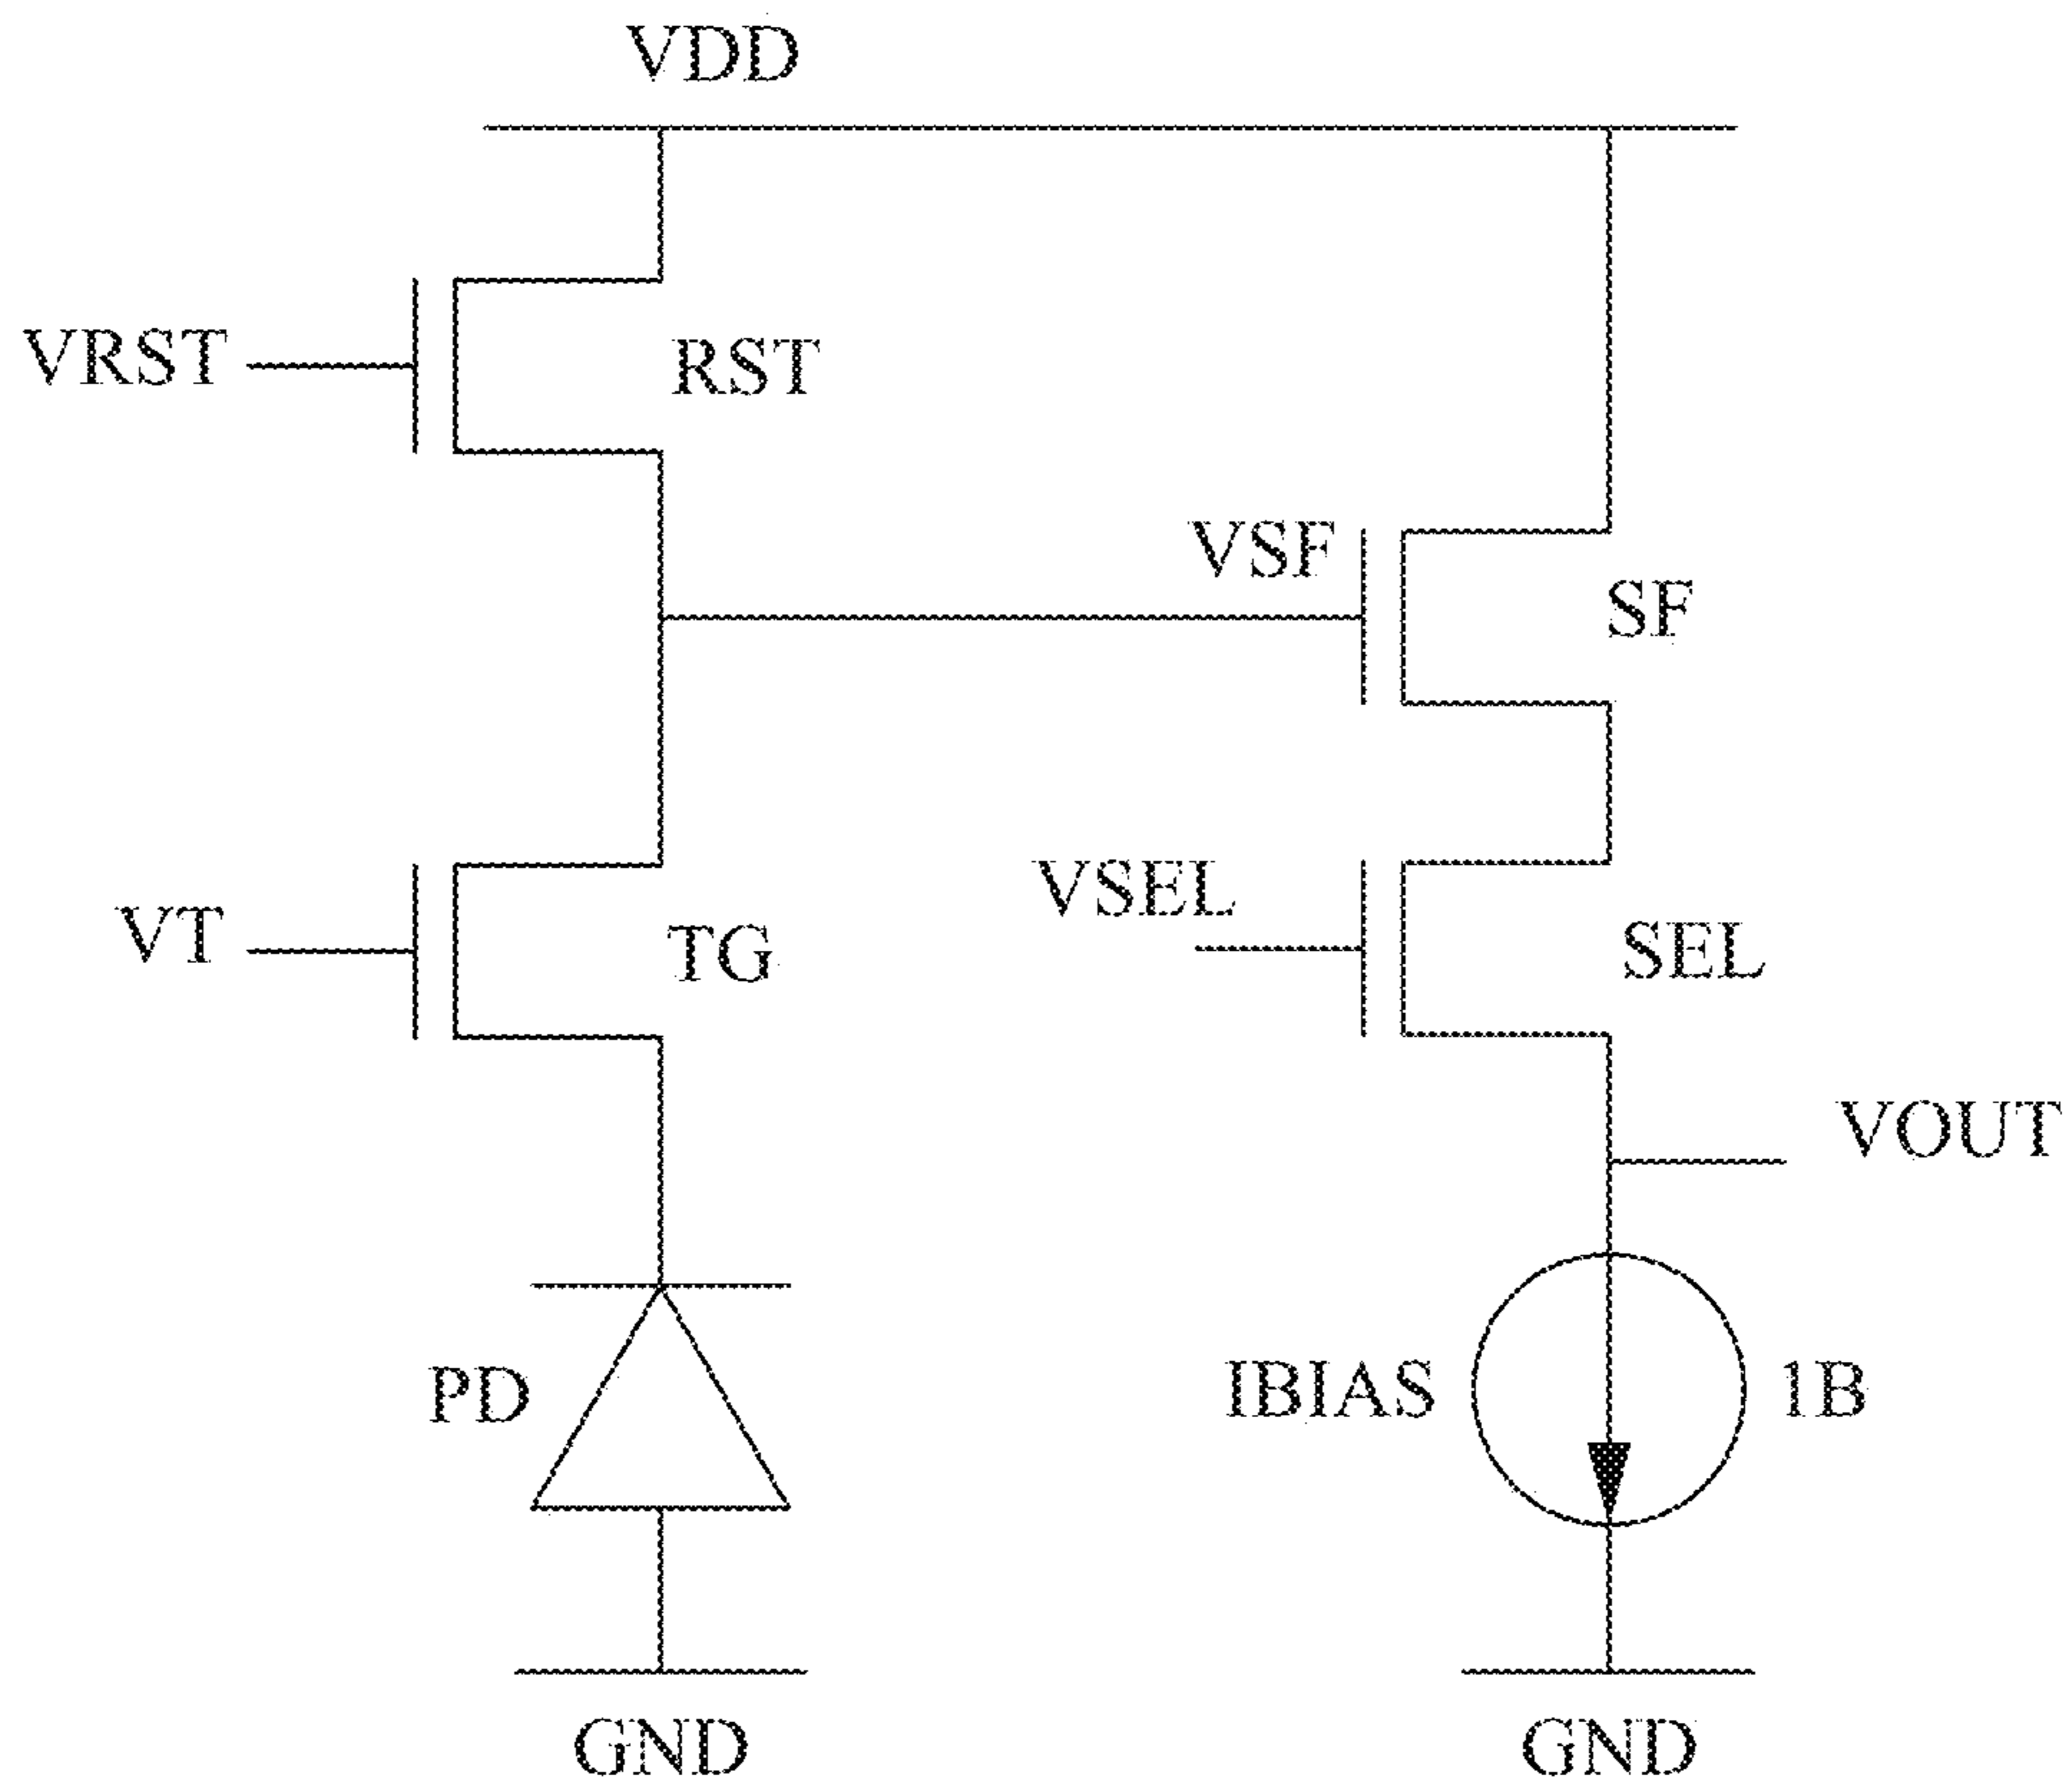 VDD
VRST
RST
VSF
SF
VT
TG
VSEL
SEL
VOUT
PD
IBIAS
1B
GND
GND